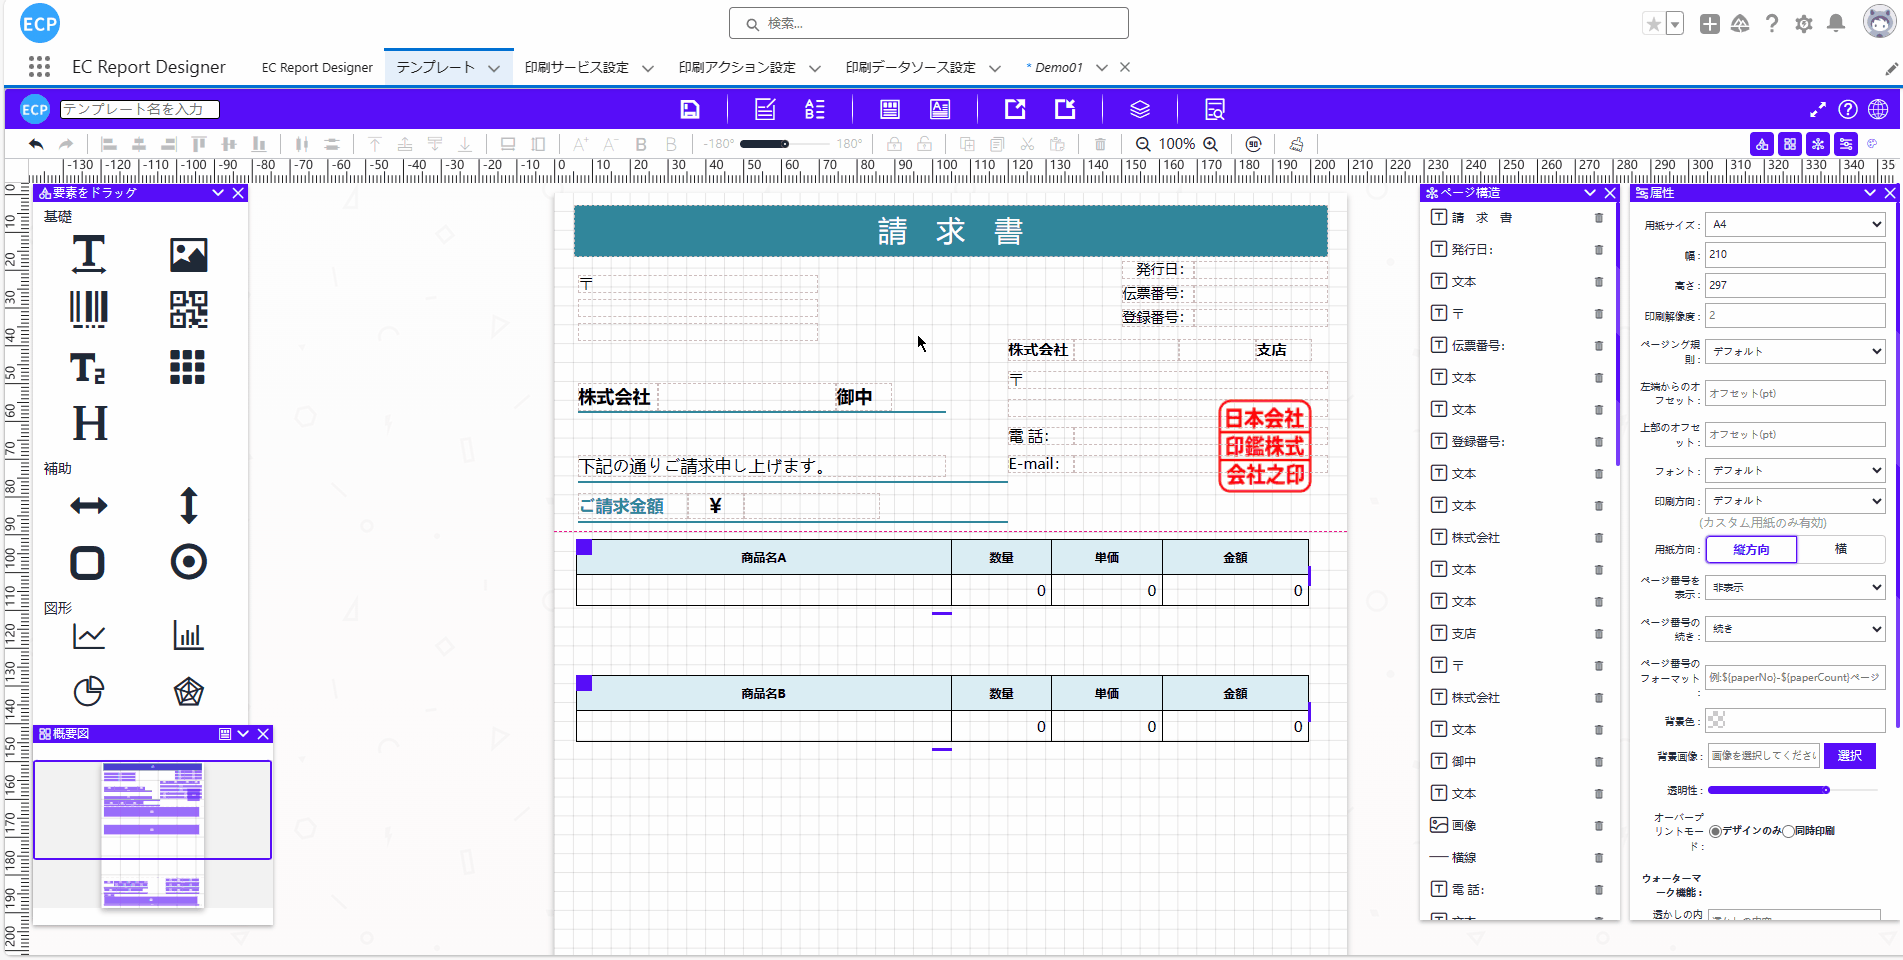 ECP
検索...
EC Report Designer
EC Report Designer
テンプレート
印刷サービス設定
印刷アクション設定
印刷データソース設定
* Demo01
ECP
テンプレート名を入力
-180°
180°
100%
-130 -120 -110 -100 -90 -80 -70 -60 -50 -40 -30 -20 -10 0 10 20 30 40 50 60 70 80 90 100 110 120 130 140 150 160 170 180 190 200 210 220 230 240 250 260 270 280 290 300 310 320 330 340 35
0 10 20 30 40 50 60 70 80 90 100 110 120 130 140 150 160 170 180 190 200
要素をドラッグ
基礎
補助
図形
概要図
請 求 書
〒
発行日:
伝票番号:
登録番号:
株式会社
支店
〒
株式会社
御中
電 話:
E-mail:
日本会社
印鑑株式
会社之印
下記の通りご請求申し上げます。
ご請求金額
¥
商品名A 数量 単価 金額
0 0 0
商品名B 数量 単価 金額
0 0 0
ページ構造
請 求 書
発行日:
文本
〒
伝票番号:
文本
文本
登録番号:
文本
文本
株式会社
文本
文本
支店
〒
株式会社
文本
御中
文本
画像
横線
電 話:
属性
用紙サイズ: A4
幅: 210
高さ: 297
印刷解像度: 2
ページング規則: デフォルト
左端からのオフセット: オフセット(pt)
上部のオフセット: オフセット(pt)
フォント: デフォルト
印刷方向: デフォルト
(カスタム用紙のみ有効)
用紙方向: 縦方向 横
ページ番号を表示: 非表示
ページ番号の続き: 続き
ページ番号のフォーマット: 例:${paperNo}-${paperCount}ページ
背景色:
背景画像: 画像を選択してください 選択
透明性:
オーバープリントモード: デザインのみ 同時印刷
ウォーターマーク機能:
透かしの内